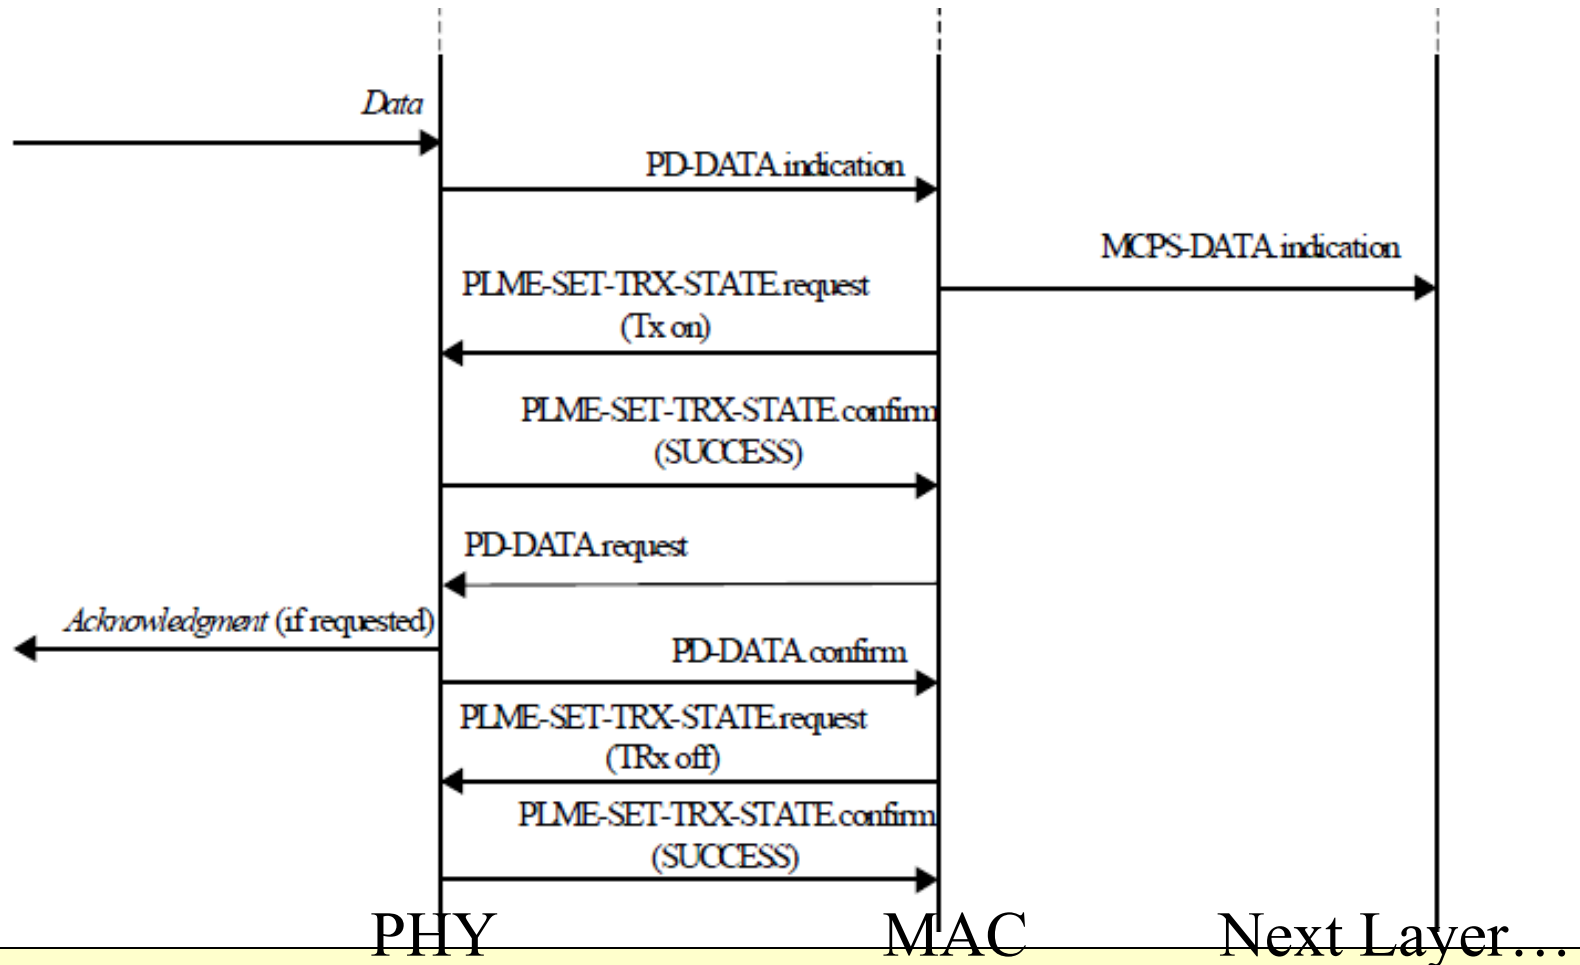 Data
PD-DATA.indication
MCPS-DATA.indication
PLME-SET-TRX-STATE.request
(Tx on)
PLME-SET-TRX-STATE.confirm
(SUCCESS)
PD-DATA.request
Acknowledgment (if requested)
PD-DATA.confirm
PLME-SET-TRX-STATE.request
(TRx off)
PLME-SET-TRX-STATE.confirm
(SUCCESS)
PHY MAC Next Layer…